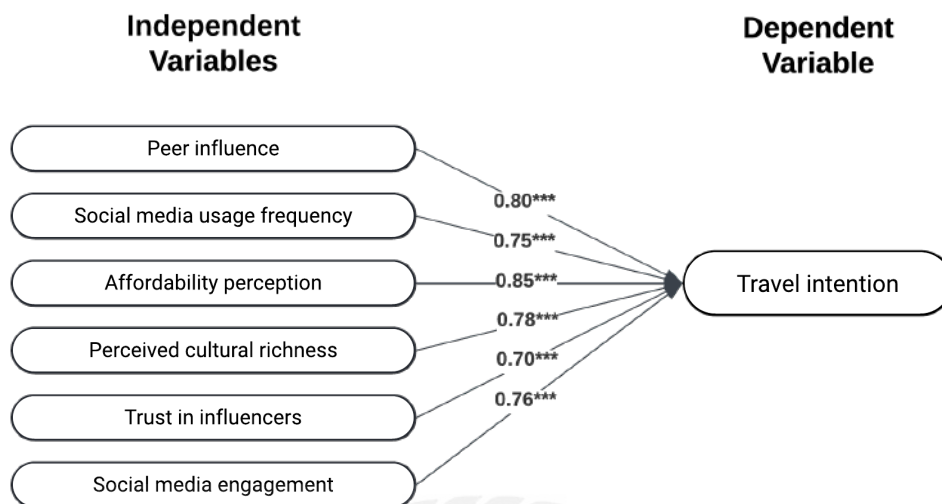 Independent
Variables
Dependent
Variable
Peer influence
0.80***
Social media usage frequency
0.75***
Affordability perception
0.85***
Travel intention
Perceived cultural richness
0.78***
Trust in influencers
0.70***
Social media engagement
0.76***